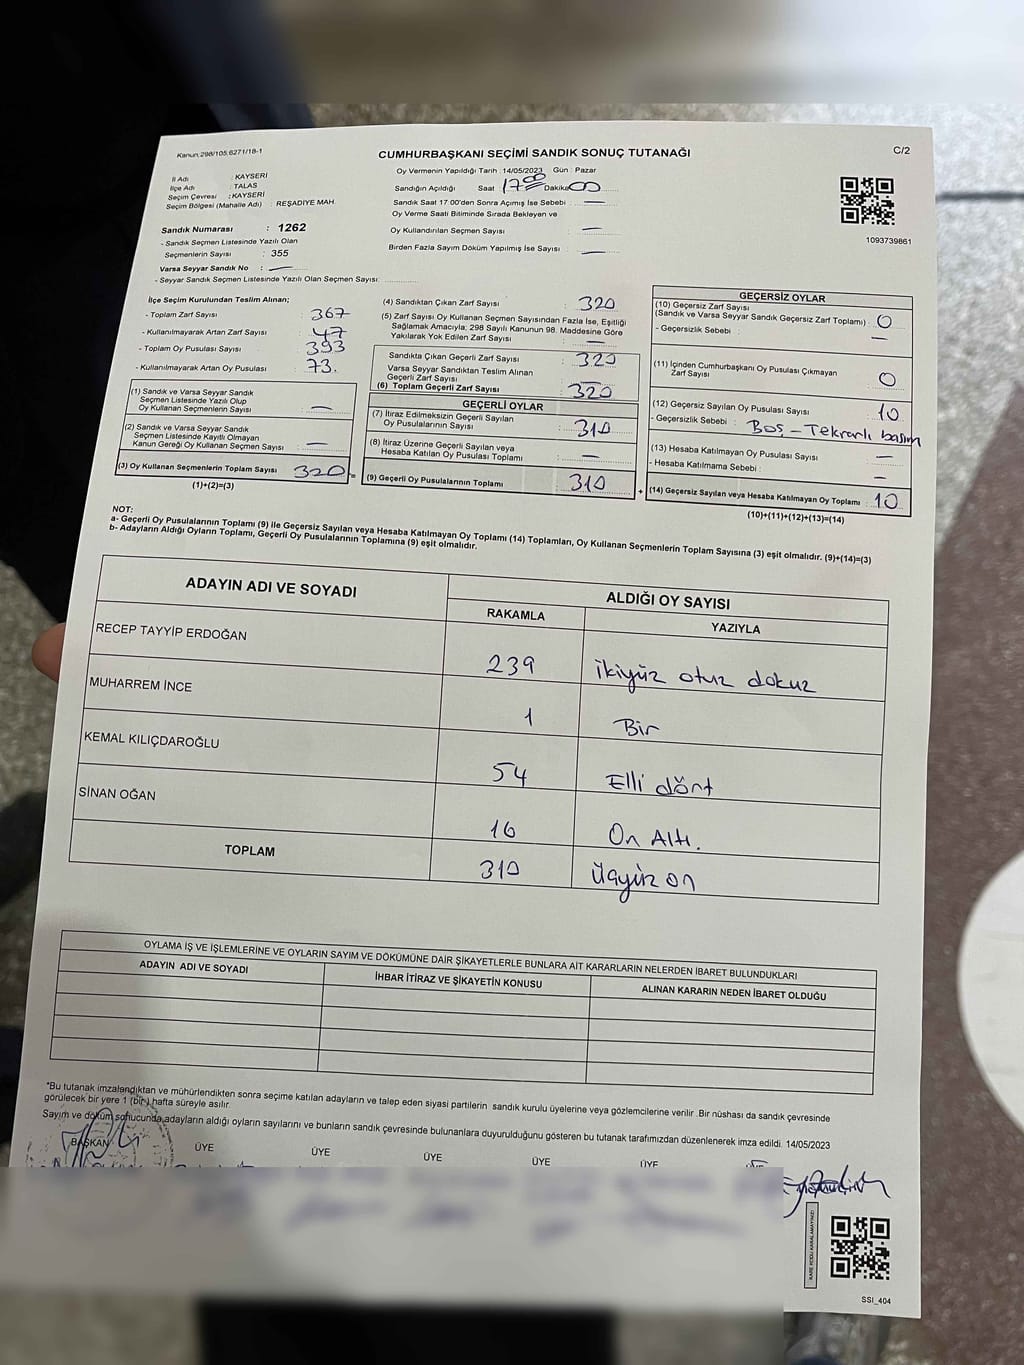 Kanun:298/105;6271/18-1
CUMHURBAŞKANI SEÇİMİ SANDIK SONUÇ TUTANAĞI
C/2
İl Adı : KAYSERİ
İlçe Adı : TALAS
Seçim Çevresi : KAYSERİ
Seçim Bölgesi (Mahalle Adı) : REŞADİYE MAH.
Sandık Numarası : 1262
- Sandık Seçmen Listesinde Yazılı Olan
Seçmenlerin Sayısı : 355
Varsa Seyyar Sandık No : —
- Seyyar Sandık Seçmen Listesinde Yazılı Olan Seçmen Sayısı:
Oy Vermenin Yapıldığı Tarih : 14/05/2023 Gün : Pazar
Sandığın Açıldığı Saat 17 00 Dakika 00
Sandık Saat 17:00'den Sonra Açımış İse Sebebi : —
Oy Verme Saati Bitiminde Sırada Bekleyen ve
Oy Kullandırılan Seçmen Sayısı —
Birden Fazla Sayım Döküm Yapılmış İse Sayısı : —
1093739861
İlçe Seçim Kurulundan Teslim Alınan;
- Toplam Zarf Sayısı : 367
- Kullanılmayarak Artan Zarf Sayısı : 47
- Toplam Oy Pusulası Sayısı : 393
- Kullanılmayarak Artan Oy Pusulası : 73
(1) Sandık ve Varsa Seyyar Sandık
Seçmen Listesinde Yazılı Olup
Oy Kullanan Seçmenlerin Sayısı —
(2) Sandık ve Varsa Seyyar Sandık
Seçmen Listesinde Kayıtlı Olmayan
Kanun Gereği Oy Kullanan Seçmen Sayısı —
(3) Oy Kullanan Seçmenlerin Toplam Sayısı 320 =
(1)+(2)=(3)
(4) Sandıktan Çıkan Zarf Sayısı : 320
(5) Zarf Sayısı Oy Kullanan Seçmen Sayısından Fazla İse, Eşitliği
Sağlamak Amacıyla; 298 Sayılı Kanunun 98. Maddesine Göre
Yakılarak Yok Edilen Zarf Sayısı : —
Sandıkta Çıkan Geçerli Zarf Sayısı : 320
Varsa Seyyar Sandıktan Teslim Alınan
Geçerli Zarf Sayısı : —
(6) Toplam Geçerli Zarf Sayısı : 320
GEÇERLİ OYLAR
(7) İtiraz Edilmeksizin Geçerli Sayılan
Oy Pusulalarının Sayısı : 310
(8) İtiraz Üzerine Geçerli Sayılan veya
Hesaba Katılan Oy Pusulası Toplamı : —
(9) Geçerli Oy Pusulalarının Toplamı : 310 +
GEÇERSİZ OYLAR
(10) Geçersiz Zarf Sayısı
(Sandık ve Varsa Seyyar Sandık Geçersiz Zarf Toplamı) : 0
- Geçersizlik Sebebi : —
(11) İçinden Cumhurbaşkanı Oy Pusulası Çıkmayan
Zarf Sayısı : 0
(12) Geçersiz Sayılan Oy Pusulası Sayısı : 10
- Geçersizlik Sebebi : Boş - Tekrarlı basım
(13) Hesaba Katılmayan Oy Pusulası Sayısı : —
- Hesaba Katılmama Sebebi : —
(14) Geçersiz Sayılan veya Hesaba Katılmayan Oy Toplamı : 10
(10)+(11)+(12)+(13)=(14)
NOT:
a- Geçerli Oy Pusulalarının Toplamı (9) ile Geçersiz Sayılan veya Hesaba Katılmayan Oy Toplamı (14) Toplamları, Oy Kullanan Seçmenlerin Toplam Sayısına (3) eşit olmalıdır. (9)+(14)=(3)
b- Adayların Aldığı Oyların Toplamı, Geçerli Oy Pusulalarının Toplamına (9) eşit olmalıdır.
ADAYIN ADI VE SOYADI
ALDIĞI OY SAYISI
RAKAMLA YAZIYLA
RECEP TAYYİP ERDOĞAN 239 ikiyüz otuz dokuz
MUHARREM İNCE 1 Bir
KEMAL KILIÇDAROĞLU 54 Elli dört
SİNAN OĞAN 16 On Altı.
TOPLAM 310 üçyüz on
OYLAMA İŞ VE İŞLEMLERİNE VE OYLARIN SAYIM VE DÖKÜMÜNE DAİR ŞİKAYETLERLE BUNLARA AİT KARARLARIN NELERDEN İBARET BULUNDUKLARI
ADAYIN ADI VE SOYADI İHBAR İTİRAZ VE ŞİKAYETİN KONUSU ALINAN KARARIN NEDEN İBARET OLDUĞU
*Bu tutanak imzalandıktan ve mühürlendikten sonra seçime katılan adayların ve talep eden siyasi partilerin sandık kurulu üyelerine veya gözlemcilerine verilir. Bir nüshası da sandık çevresinde
görülecek bir yere 1 (bir) hafta süreyle asılır.
Sayım ve döküm sonucunda,adayların aldığı oyların sayılarını ve bunların sandık çevresinde bulunanlara duyurulduğunu gösteren bu tutanak tarafımızdan düzenlenerek imza edildi. 14/05/2023
BAŞKAN ÜYE ÜYE ÜYE ÜYE ÜYE
KARE KODU KARALAMAYINIZ!
SSI_404